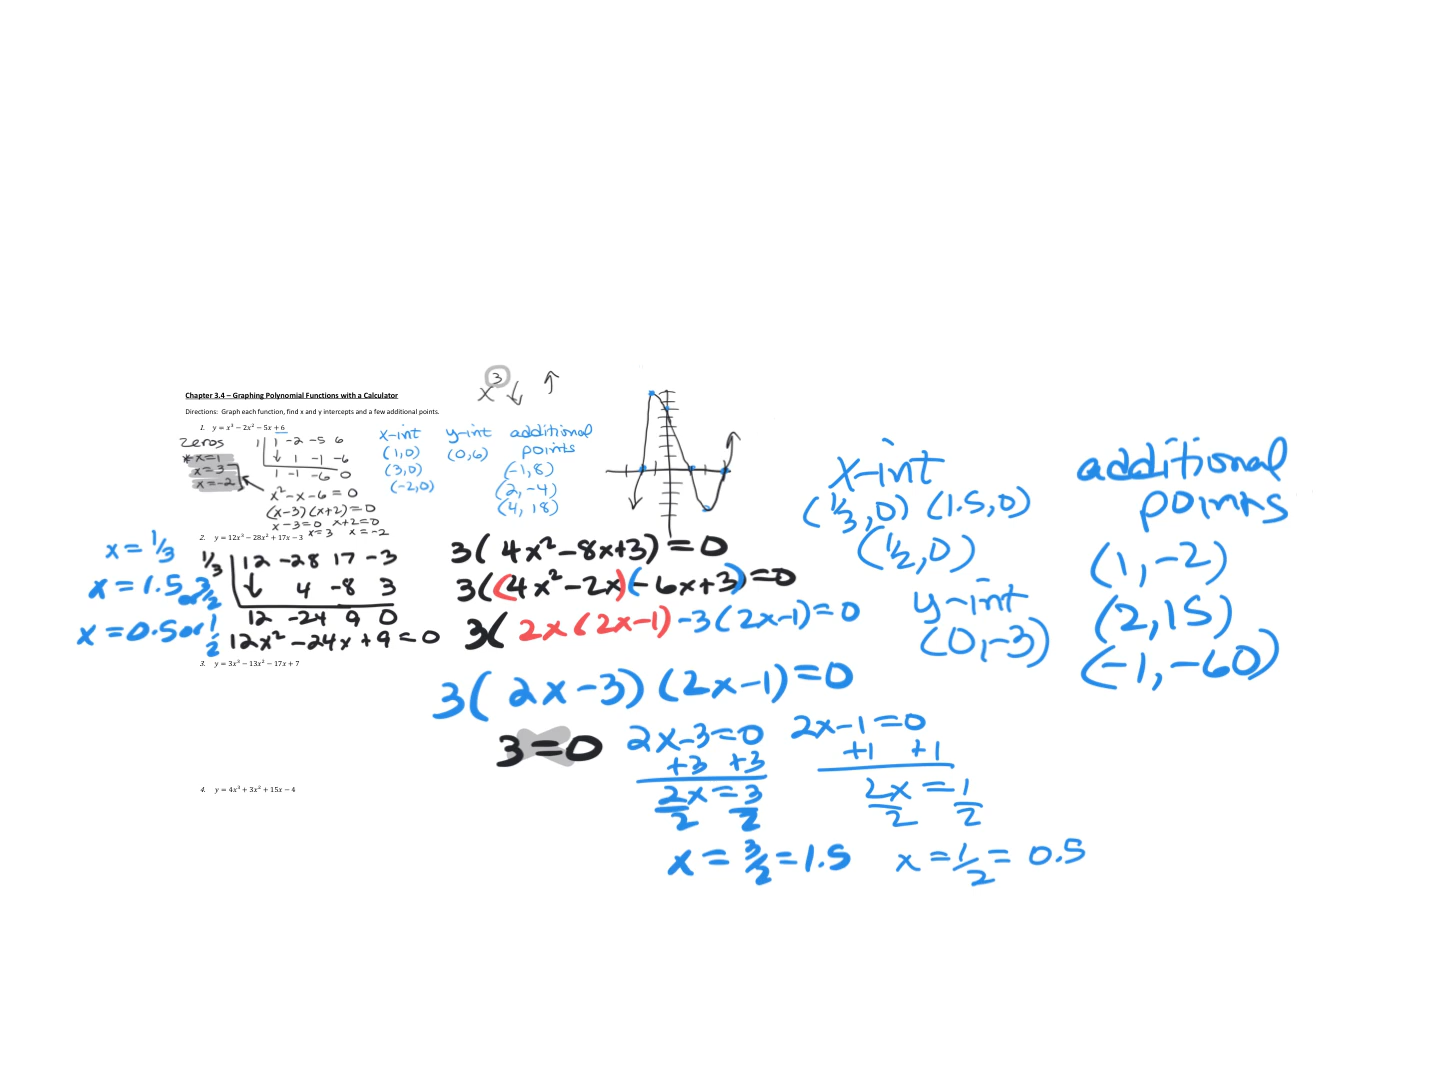 x³ ↓ ↑
Chapter 3.4 – Graphing Polynomial Functions with a Calculator
Directions: Graph each function, find x and y intercepts and a few additional points.
1. y = x³ − 2x² − 5x + 6
zeros
* x=1
x=3
x=-2
1 | 1 -2 -5 6
↓ 1 -1 -6
1 -1 -6 0
x²-x-6=0
(x-3)(x+2)=0
x-3=0 x+2=0
x=3 x=-2
x-int
(1,0)
(3,0)
(-2,0)
y-int
(0,6)
additional
points
(-1,8)
(2,-4)
(4,18)
2. y = 12x³ − 28x² + 17x − 3
x=1/3
x=1.5 or 3/2
x=0.5 or 1/2
1/3 | 12 -28 17 -3
↓ 4 -8 3
12 -24 9 0
12x²-24x+9=0
3(4x²-8x+3)=0
3((4x²-2x)(-6x+3)=0
3(2x(2x-1)-3(2x-1)=0
3(2x-3)(2x-1)=0
3=0
2x-3=0
+3 +3
2x/2=3/2
x=3/2=1.5
2x-1=0
+1 +1
2x/2=1/2
x=1/2=0.5
x-int
(1/3,0) (1.5,0)
(1/2,0)
y-int
(0,-3)
additional
points
(1,-2)
(2,15)
(-1,-60)
3. y = 3x³ − 13x² − 17x + 7
4. y = 4x³ + 3x² + 15x − 4